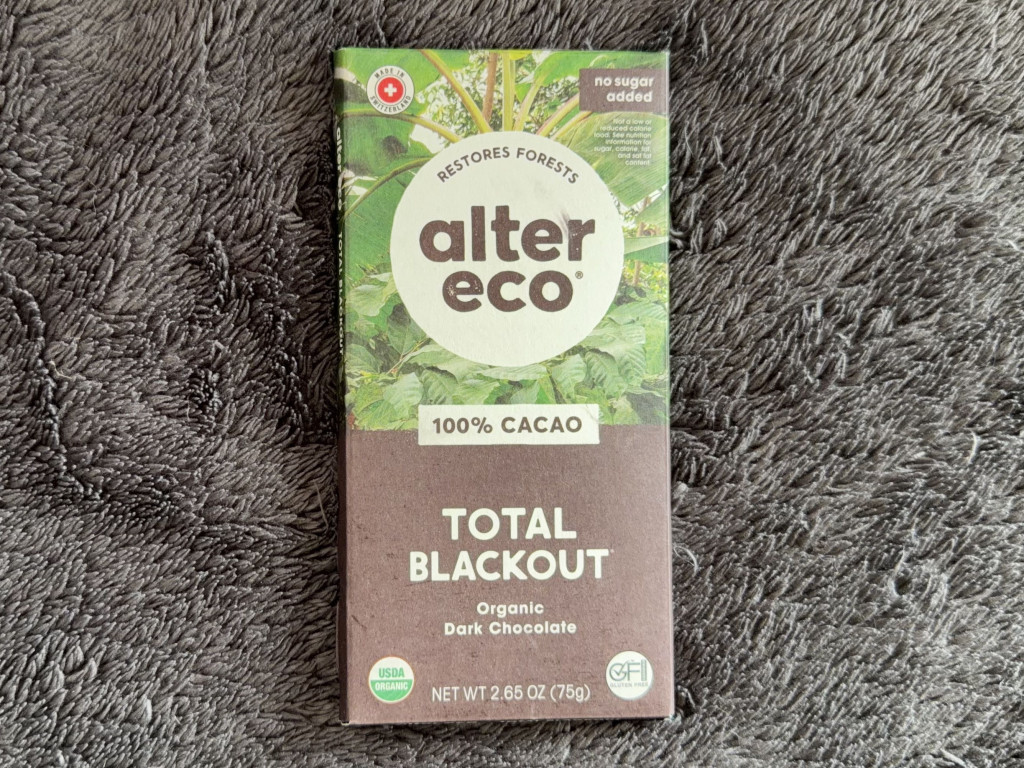 MADE IN
SWITZERLAND
no sugar
added
Not a low or
reduced calorie
food. See nutrition
information for
sugar, calorie, fat,
and sat fat
content.
RESTORES FORESTS
alter
eco®
100% CACAO
TOTAL
BLACKOUT
Organic
Dark Chocolate
USDA
ORGANIC
NET WT 2.65 OZ (75g)
GF
GLUTEN FREE